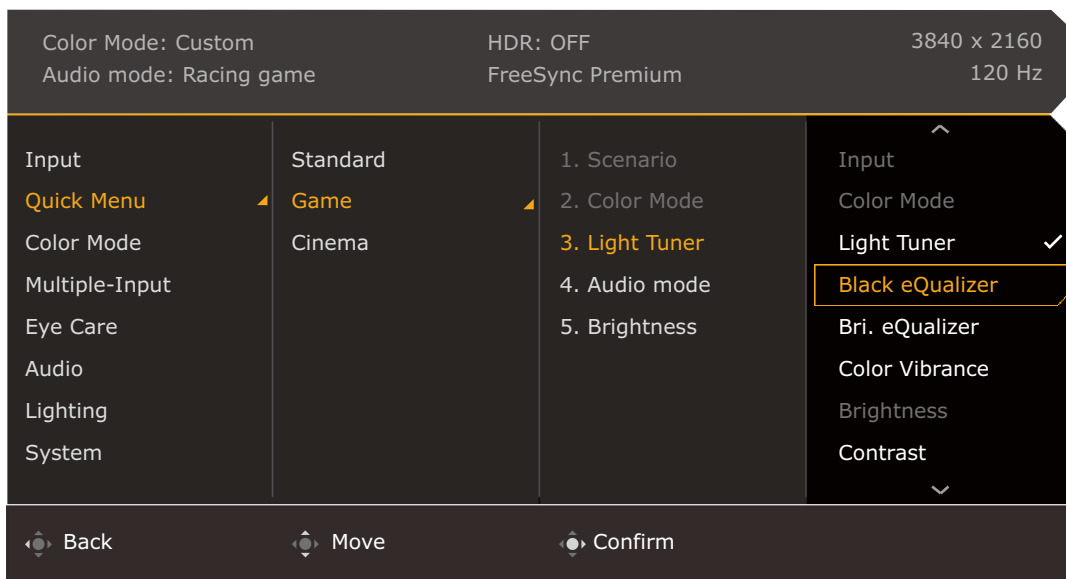 Color Mode: Custom
HDR: OFF
3840 x 2160
Audio mode: Racing game
FreeSync Premium
120 Hz
Input
Quick Menu
Color Mode
Multiple-Input
Eye Care
Audio
Lighting
System
Standard
Game
Cinema
1. Scenario
2. Color Mode
3. Light Tuner
4. Audio mode
5. Brightness
Input
Color Mode
Light Tuner
Black eQualizer
Bri. eQualizer
Color Vibrance
Brightness
Contrast
Back
Move
Confirm